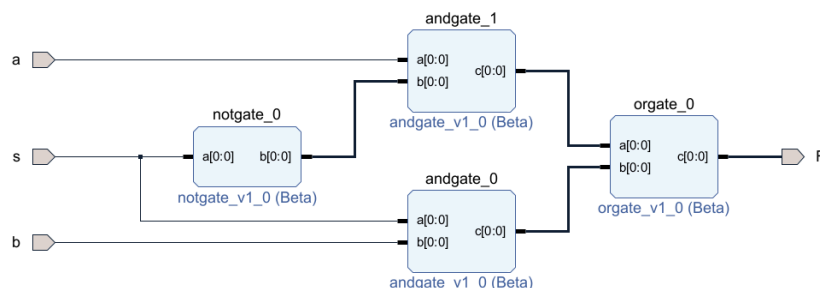 andgate_1
a
a[0:0]
b[0:0]
c[0:0]
andgate_v1_0 (Beta)
orgate_0
a[0:0]
b[0:0]
c[0:0]
orgate_v1_0 (Beta)
F
notgate_0
s
a[0:0]
b[0:0]
notgate_v1_0 (Beta)
andgate_0
a[0:0]
b[0:0]
c[0:0]
andgate_v1_0 (Beta)
b